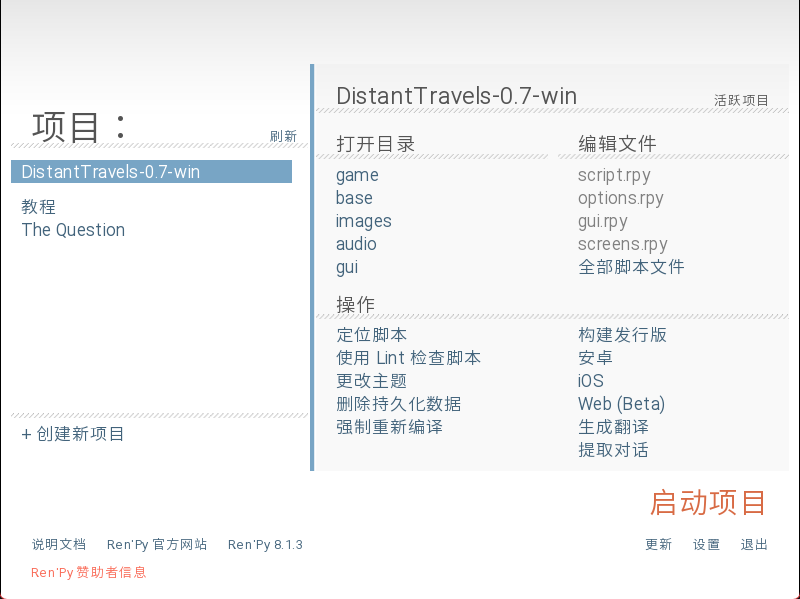 项目：
刷新
DistantTravels-0.7-win
教程
The Question
+ 创建新项目
DistantTravels-0.7-win
活跃项目
打开目录
game
base
images
audio
gui
编辑文件
script.rpy
options.rpy
gui.rpy
screens.rpy
全部脚本文件
操作
定位脚本
使用 Lint 检查脚本
更改主题
删除持久化数据
强制重新编译
构建发行版
安卓
iOS
Web (Beta)
生成翻译
提取对话
启动项目
说明文档 Ren'Py 官方网站 Ren'Py 8.1.3
更新 设置 退出
Ren'Py 赞助者信息